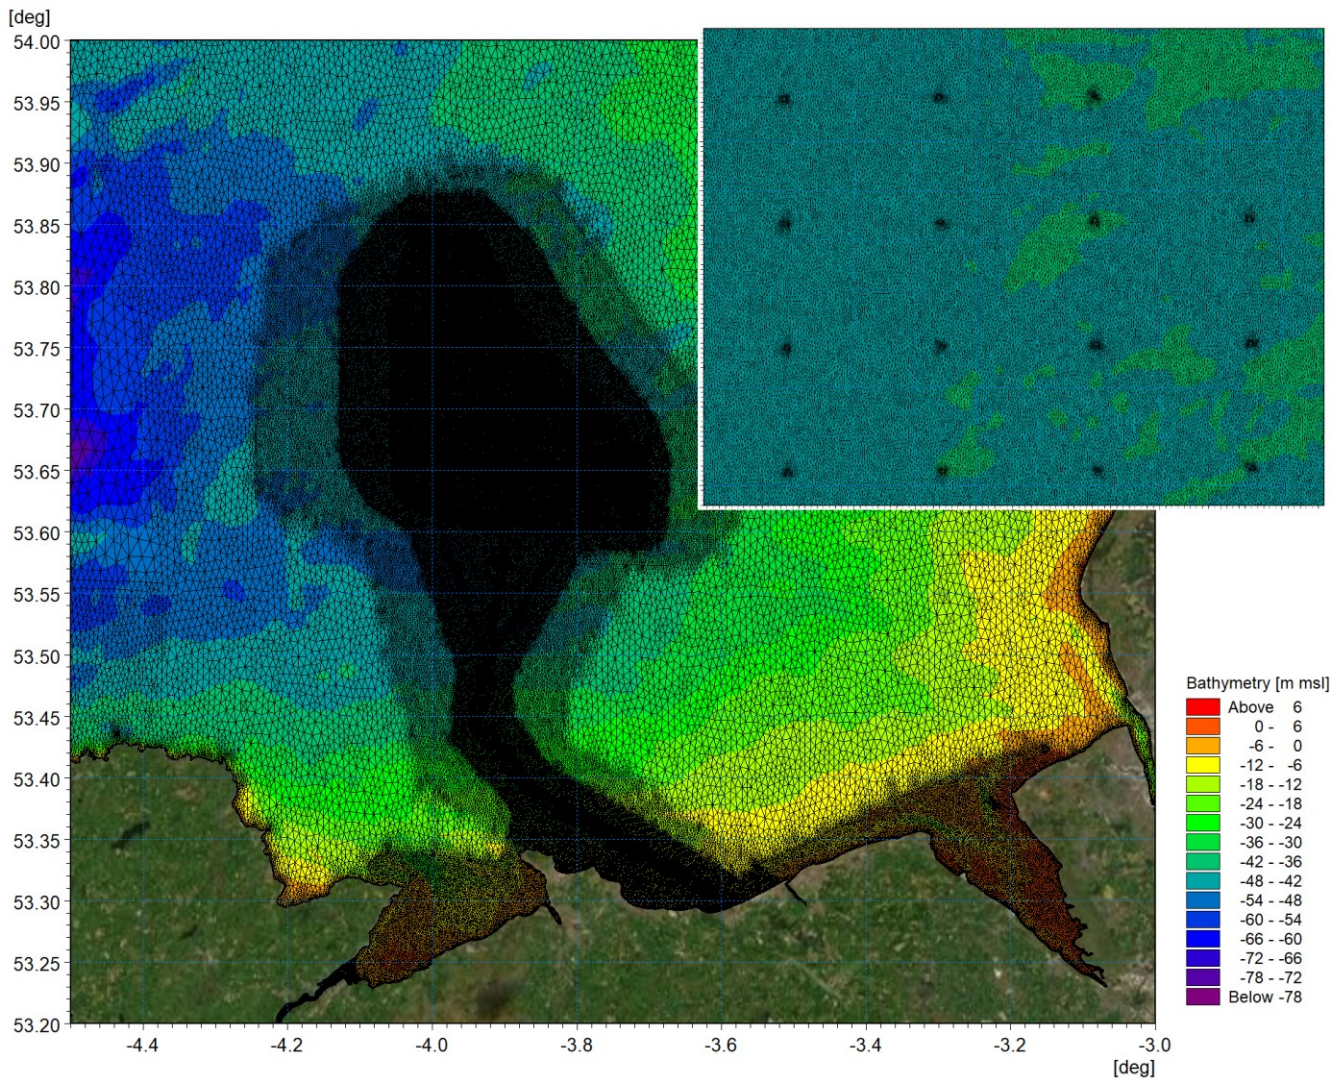 [deg]
54.00
53.95
53.90
53.85
53.80
53.75
53.70
53.65
53.60
53.55
53.50
53.45
53.40
53.35
53.30
53.25
53.20
-4.4 -4.2 -4.0 -3.8 -3.6 -3.4 -3.2 -3.0
[deg]
Bathymetry [m msl]
Above 6
0 - 6
-6 - 0
-12 - -6
-18 - -12
-24 - -18
-30 - -24
-36 - -30
-42 - -36
-48 - -42
-54 - -48
-60 - -54
-66 - -60
-72 - -66
-78 - -72
Below -78